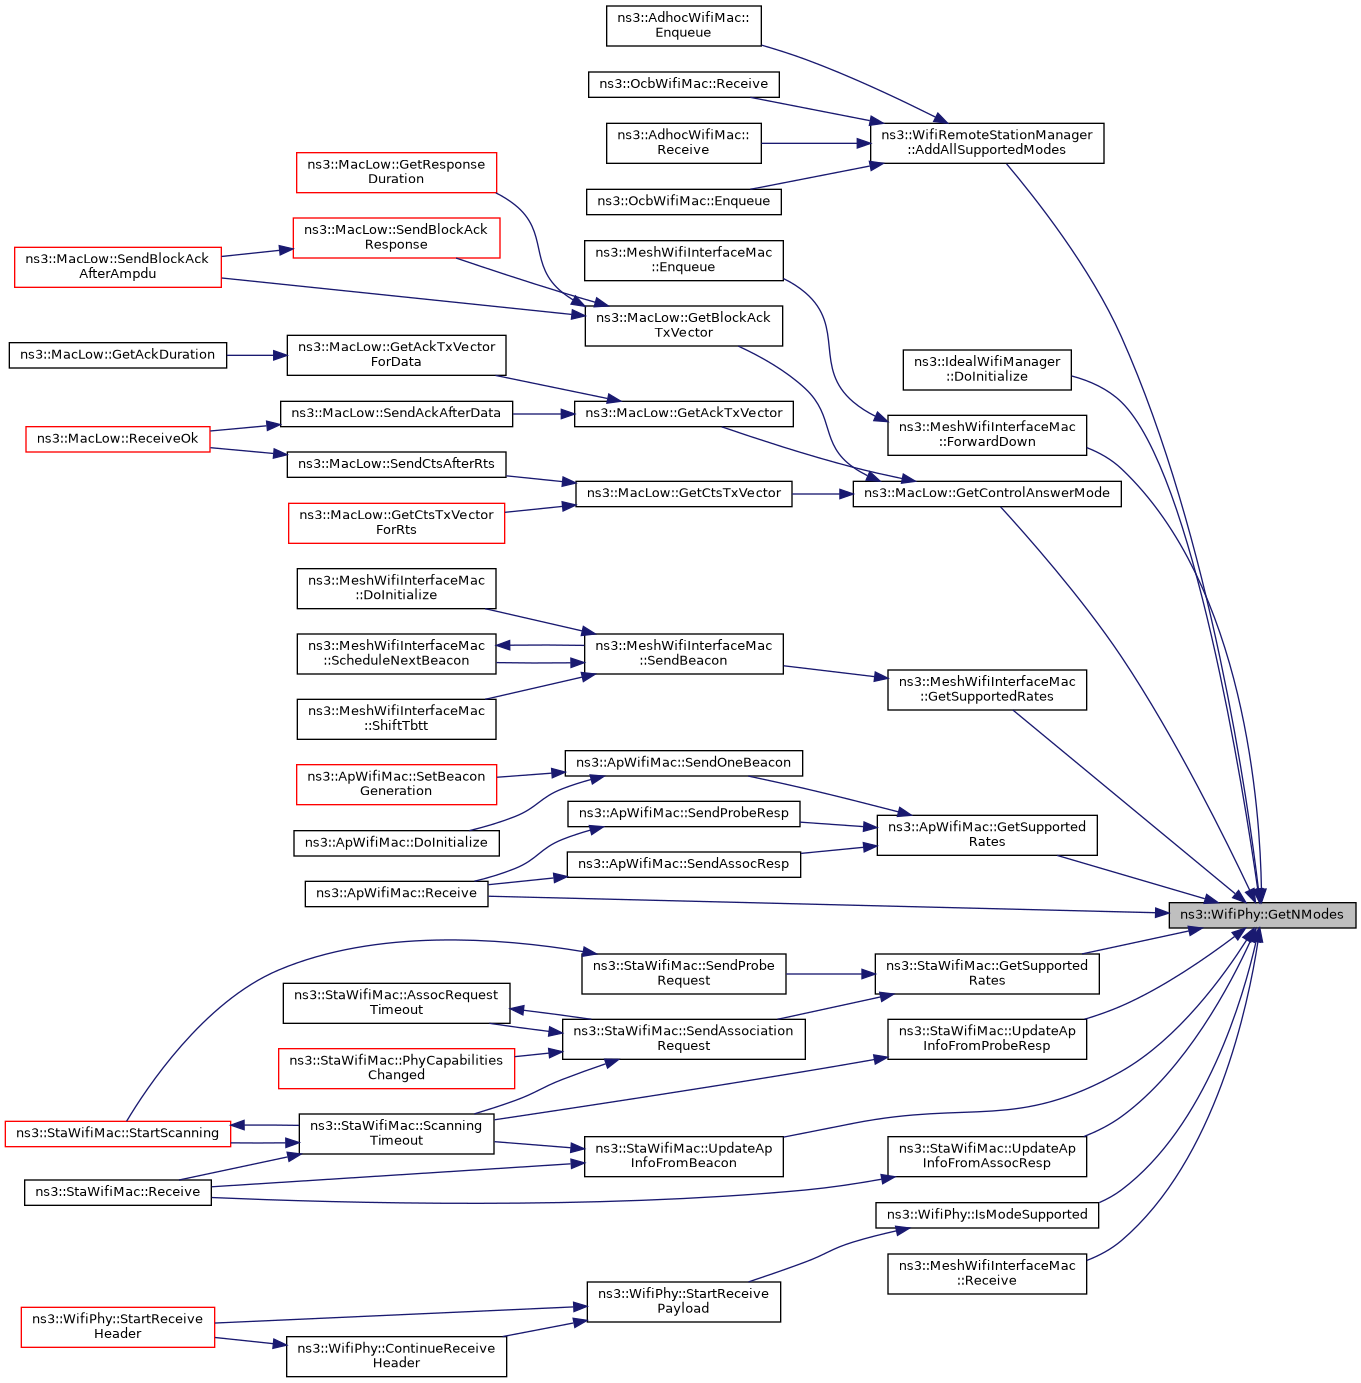 ns3::AdhocWifiMac::
Enqueue
ns3::OcbWifiMac::Receive
ns3::AdhocWifiMac::
Receive
ns3::WifiRemoteStationManager
::AddAllSupportedModes
ns3::OcbWifiMac::Enqueue
ns3::MacLow::GetResponse
Duration
ns3::MacLow::SendBlockAck
Response
ns3::MacLow::SendBlockAck
AfterAmpdu
ns3::MeshWifiInterfaceMac
::Enqueue
ns3::MacLow::GetBlockAck
TxVector
ns3::MacLow::GetAckDuration
ns3::MacLow::GetAckTxVector
ForData
ns3::IdealWifiManager
::DoInitialize
ns3::MacLow::SendAckAfterData
ns3::MacLow::GetAckTxVector
ns3::MeshWifiInterfaceMac
::ForwardDown
ns3::MacLow::ReceiveOk
ns3::MacLow::SendCtsAfterRts
ns3::MacLow::GetCtsTxVector
ns3::MacLow::GetControlAnswerMode
ns3::MacLow::GetCtsTxVector
ForRts
ns3::MeshWifiInterfaceMac
::DoInitialize
ns3::MeshWifiInterfaceMac
::ScheduleNextBeacon
ns3::MeshWifiInterfaceMac
::SendBeacon
ns3::MeshWifiInterfaceMac
::GetSupportedRates
ns3::MeshWifiInterfaceMac
::ShiftTbtt
ns3::ApWifiMac::SendOneBeacon
ns3::ApWifiMac::SetBeacon
Generation
ns3::ApWifiMac::SendProbeResp
ns3::ApWifiMac::GetSupported
Rates
ns3::ApWifiMac::DoInitialize
ns3::ApWifiMac::SendAssocResp
ns3::ApWifiMac::Receive
ns3::WifiPhy::GetNModes
ns3::StaWifiMac::SendProbe
Request
ns3::StaWifiMac::GetSupported
Rates
ns3::StaWifiMac::AssocRequest
Timeout
ns3::StaWifiMac::SendAssociation
Request
ns3::StaWifiMac::UpdateAp
InfoFromProbeResp
ns3::StaWifiMac::PhyCapabilities
Changed
ns3::StaWifiMac::StartScanning
ns3::StaWifiMac::Scanning
Timeout
ns3::StaWifiMac::UpdateAp
InfoFromBeacon
ns3::StaWifiMac::UpdateAp
InfoFromAssocResp
ns3::StaWifiMac::Receive
ns3::WifiPhy::IsModeSupported
ns3::MeshWifiInterfaceMac
::Receive
ns3::WifiPhy::StartReceive
Payload
ns3::WifiPhy::StartReceive
Header
ns3::WifiPhy::ContinueReceive
Header